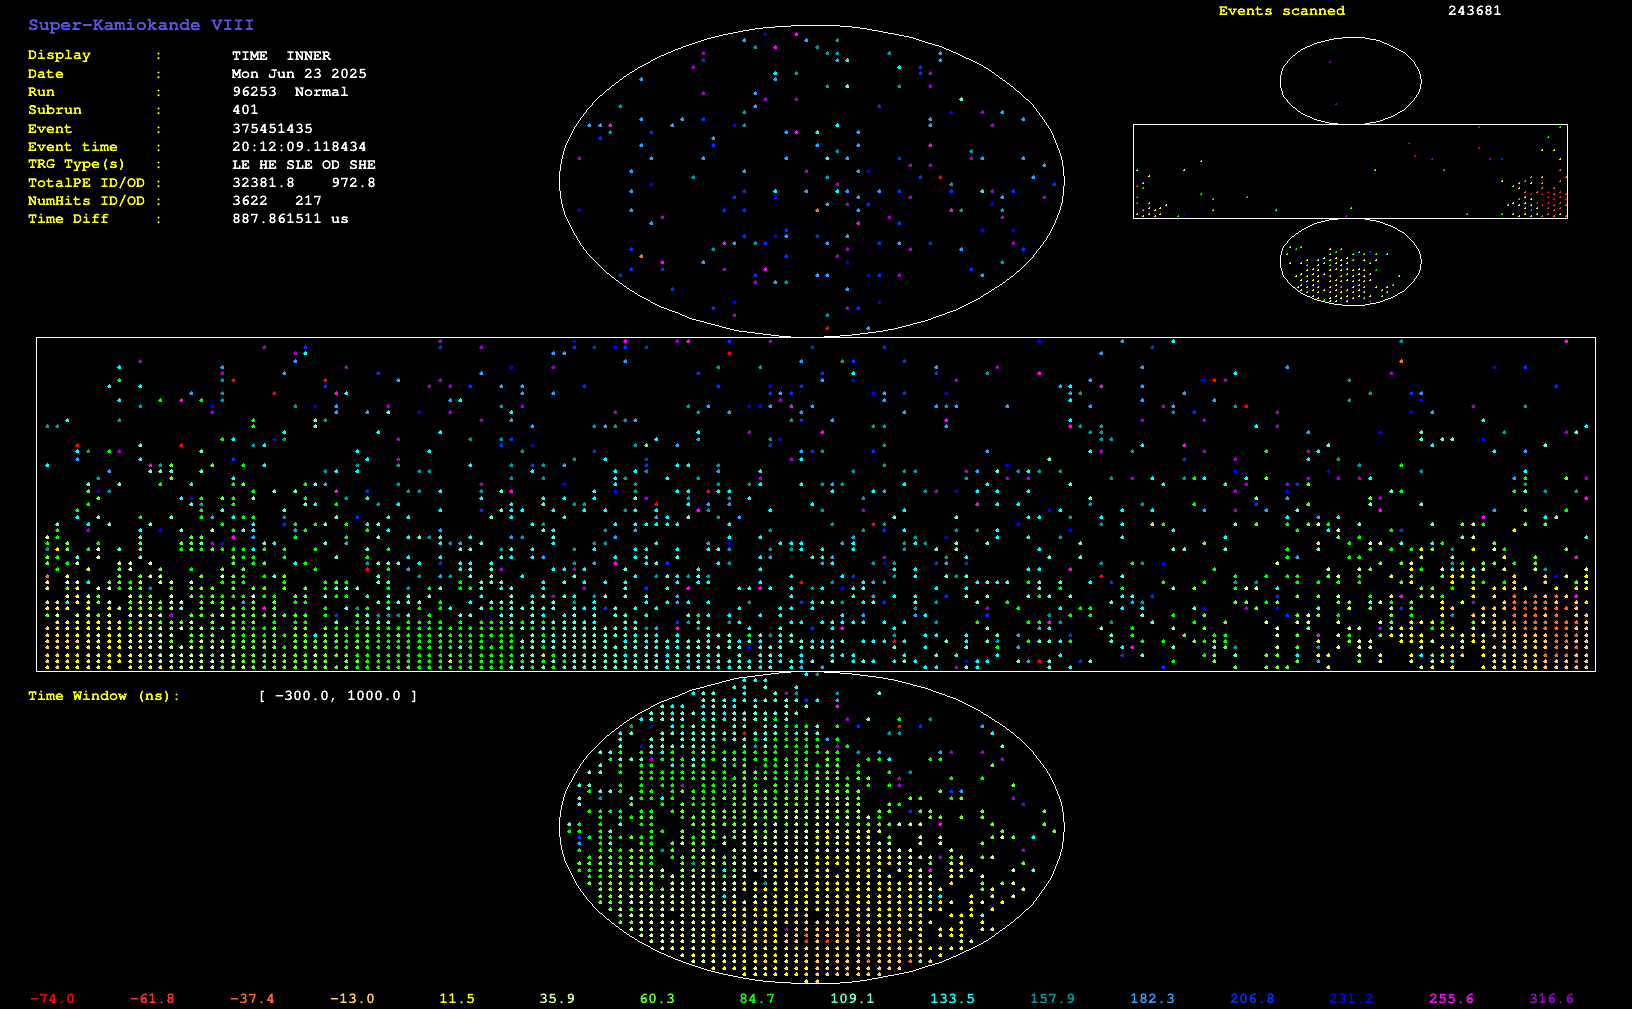 Super-Kamiokande VIII
Events scanned 243681
Display : TIME INNER
Date : Mon Jun 23 2025
Run : 96253 Normal
Subrun : 401
Event : 375451435
Event time : 20:12:09.118434
TRG Type(s) : LE HE SLE OD SHE
TotalPE ID/OD : 32381.8 972.8
NumHits ID/OD : 3622 217
Time Diff : 887.861511 us
Time Window (ns): [ −300.0, 1000.0 ]
−74.0 −61.8 −37.4 −13.0 11.5 35.9 60.3 84.7 109.1 133.5 157.9 182.3 206.8 231.2 255.6 316.6